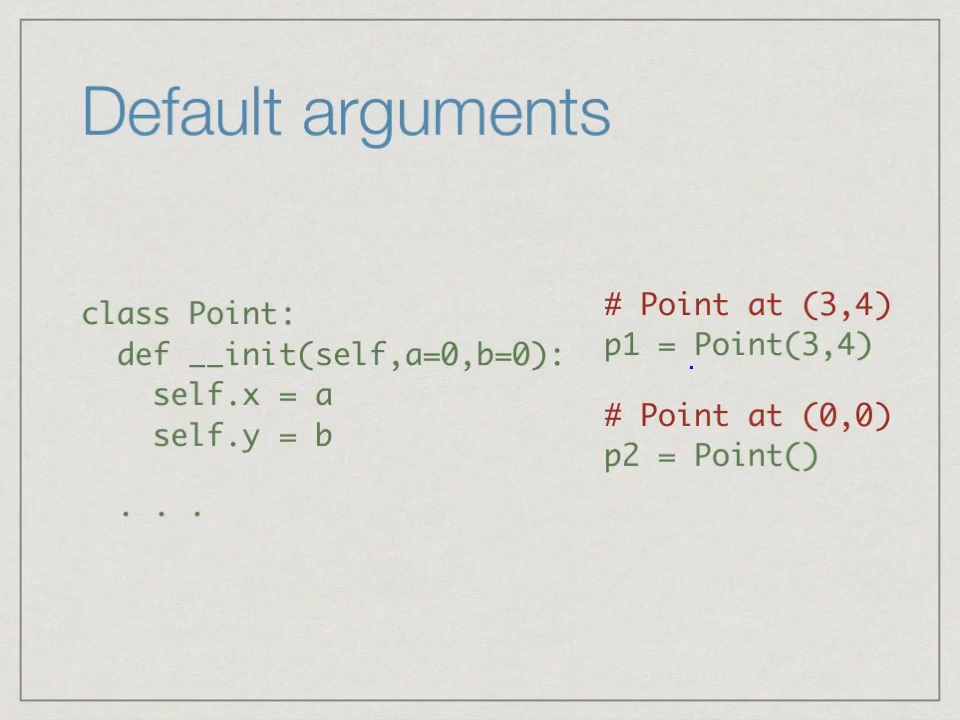 Default arguments
class Point:
def __init(self,a=0,b=0):
self.x = a
self.y = b
. . .
# Point at (3,4)
p1 = Point(3,4)
# Point at (0,0)
p2 = Point()